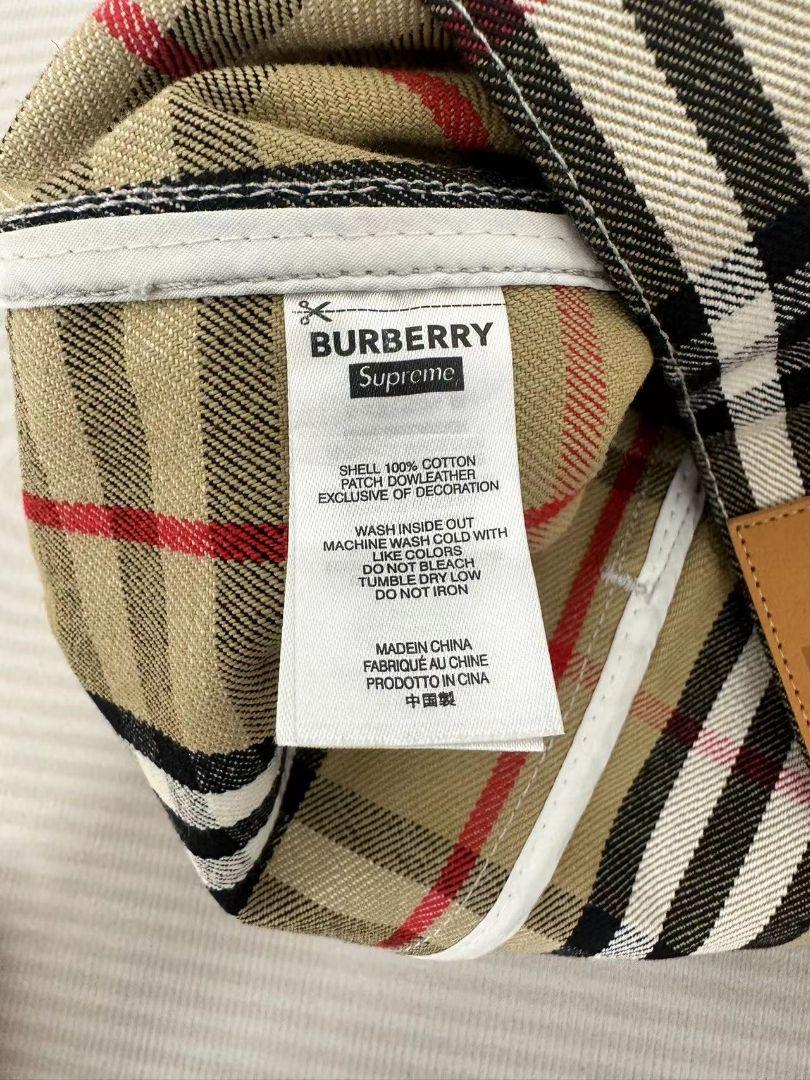 BURBERRY
Supreme
SHELL 100% COTTON
PATCH DOWLEATHER
EXCLUSIVE OF DECORATION
WASH INSIDE OUT
MACHINE WASH COLD WITH
LIKE COLORS
DO NOT BLEACH
TUMBLE DRY LOW
DO NOT IRON
MADEIN CHINA
FABRIQUÉ AU CHINE
PRODOTTO IN CINA
中国製